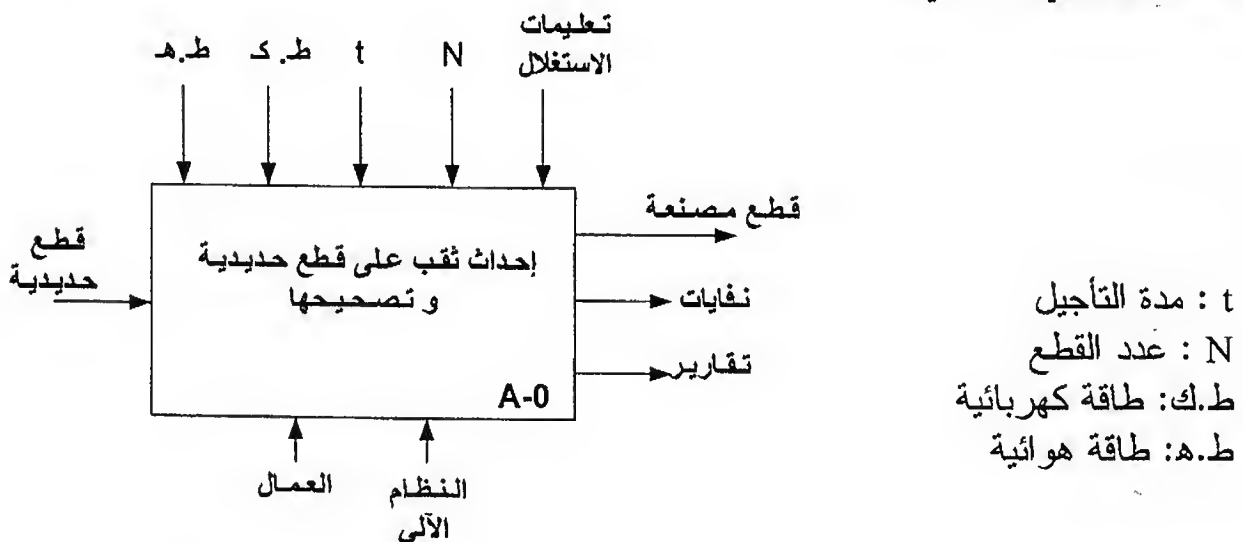 تعليمات
الاستغلال
N
t
ط. ك
ط.هـ
قطع
حديدية
إحداث ثقب على قطع حديدية
و تصحيحها
A-0
قطع مصنعة
نفايات
تقارير
العمال
النظام
الآلي
t : مدة التأجيل
N : عدد القطع
ط.ك: طاقة كهربائية
ط.ه: طاقة هوائية